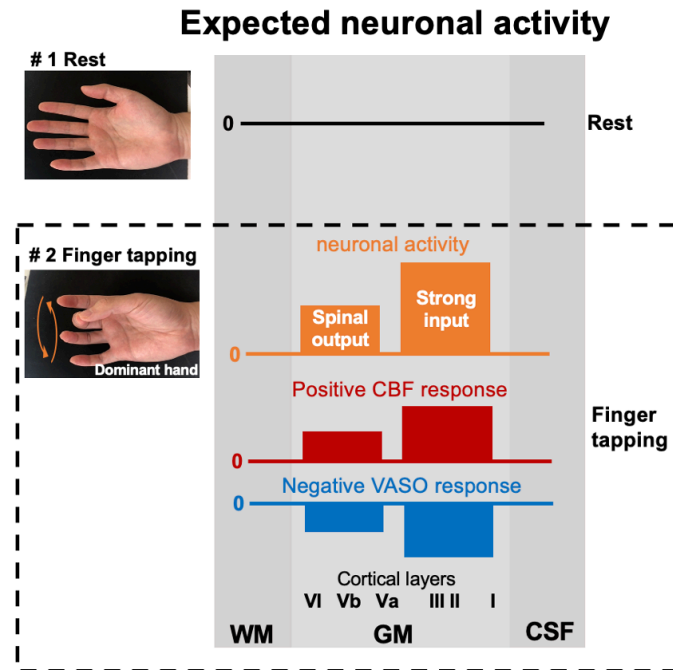 Expected neuronal activity
# 1 Rest
0
Rest
# 2 Finger tapping
Dominant hand
neuronal activity
Spinal
output
Strong
input
0
Positive CBF response
0
Finger
tapping
Negative VASO response
0
Cortical layers
VI Vb Va III II I
WM GM CSF